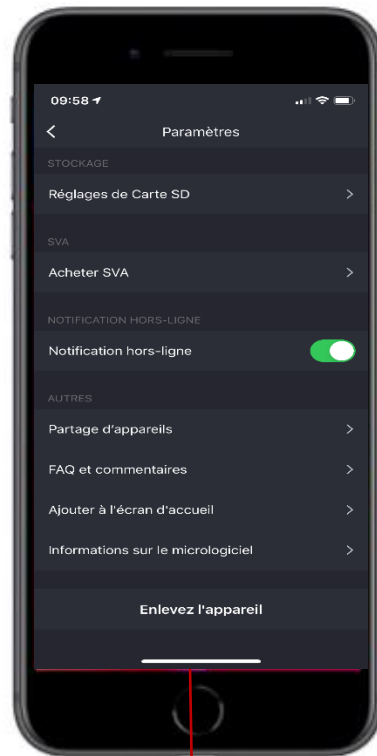 09:58
Paramètres
STOCKAGE
Réglages de Carte SD
SVA
Acheter SVA
NOTIFICATION HORS-LIGNE
Notification hors-ligne
AUTRES
Partage d'appareils
FAQ et commentaires
Ajouter à l'écran d'accueil
Informations sur le micrologiciel
Enlevez l'appareil